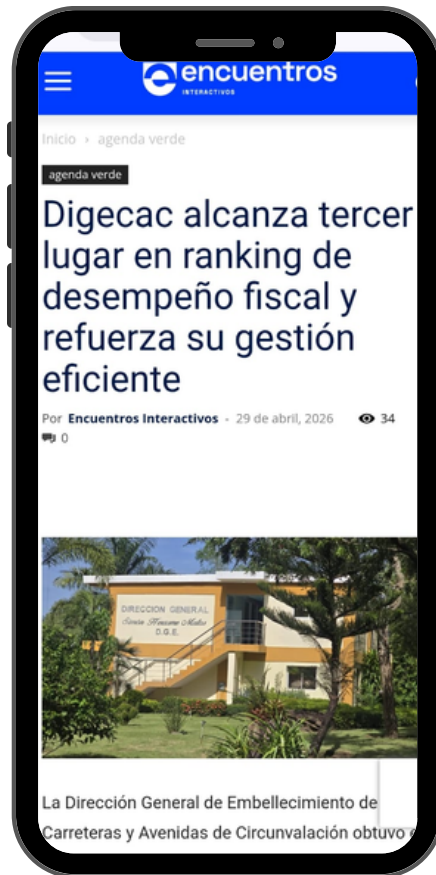 encuentros
INTERACTIVOS
Inicio › agenda verde
agenda verde
Digecac alcanza tercer
lugar en ranking de
desempeño fiscal y
refuerza su gestión
eficiente
Por Encuentros Interactivos - 29 de abril, 2026 34
0
DIRECCION GENERAL
D.G.E.
La Dirección General de Embellecimiento de
Carreteras y Avenidas de Circunvalación obtuvo